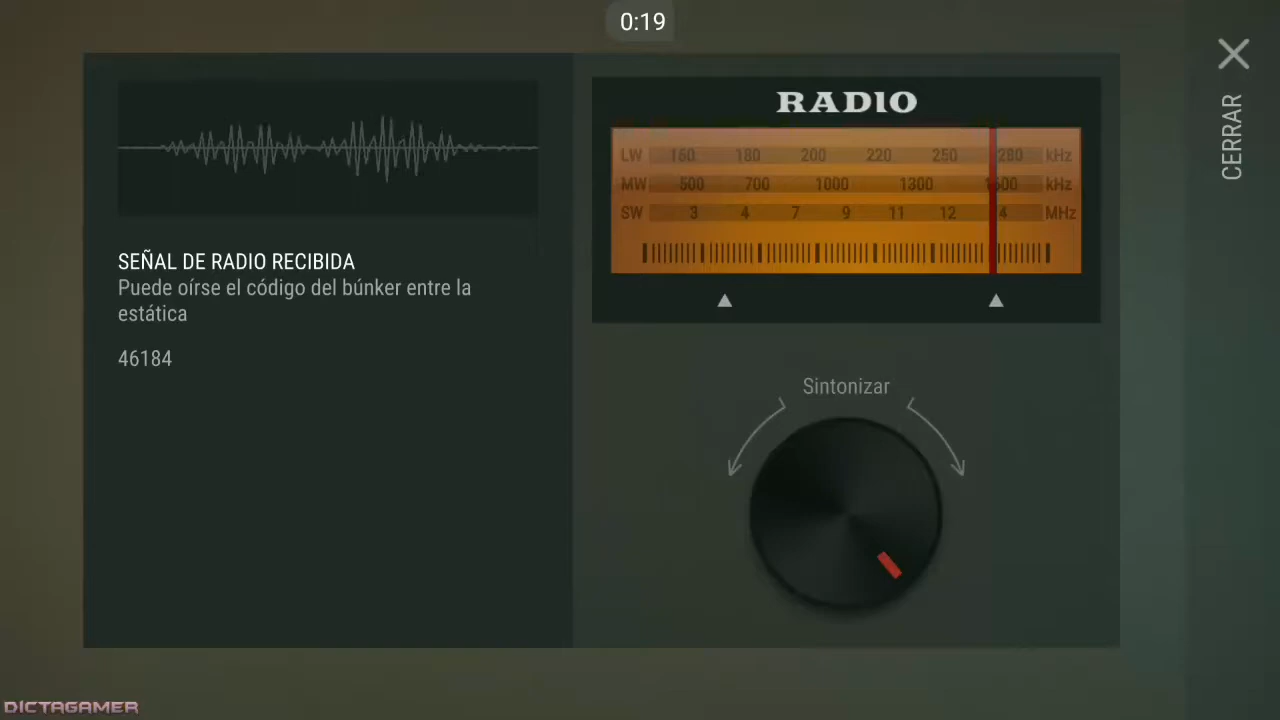 0:19
CERRAR
RADIO
LW 160 180 200 220 250 280 kHz
MW 500 700 1000 1300 kHz
SW 3 4 7 9 11 12 MHz
SEÑAL DE RADIO RECIBIDA
Puede oírse el código del búnker entre la
estática
46184
Sintonizar
DICTAGAMER